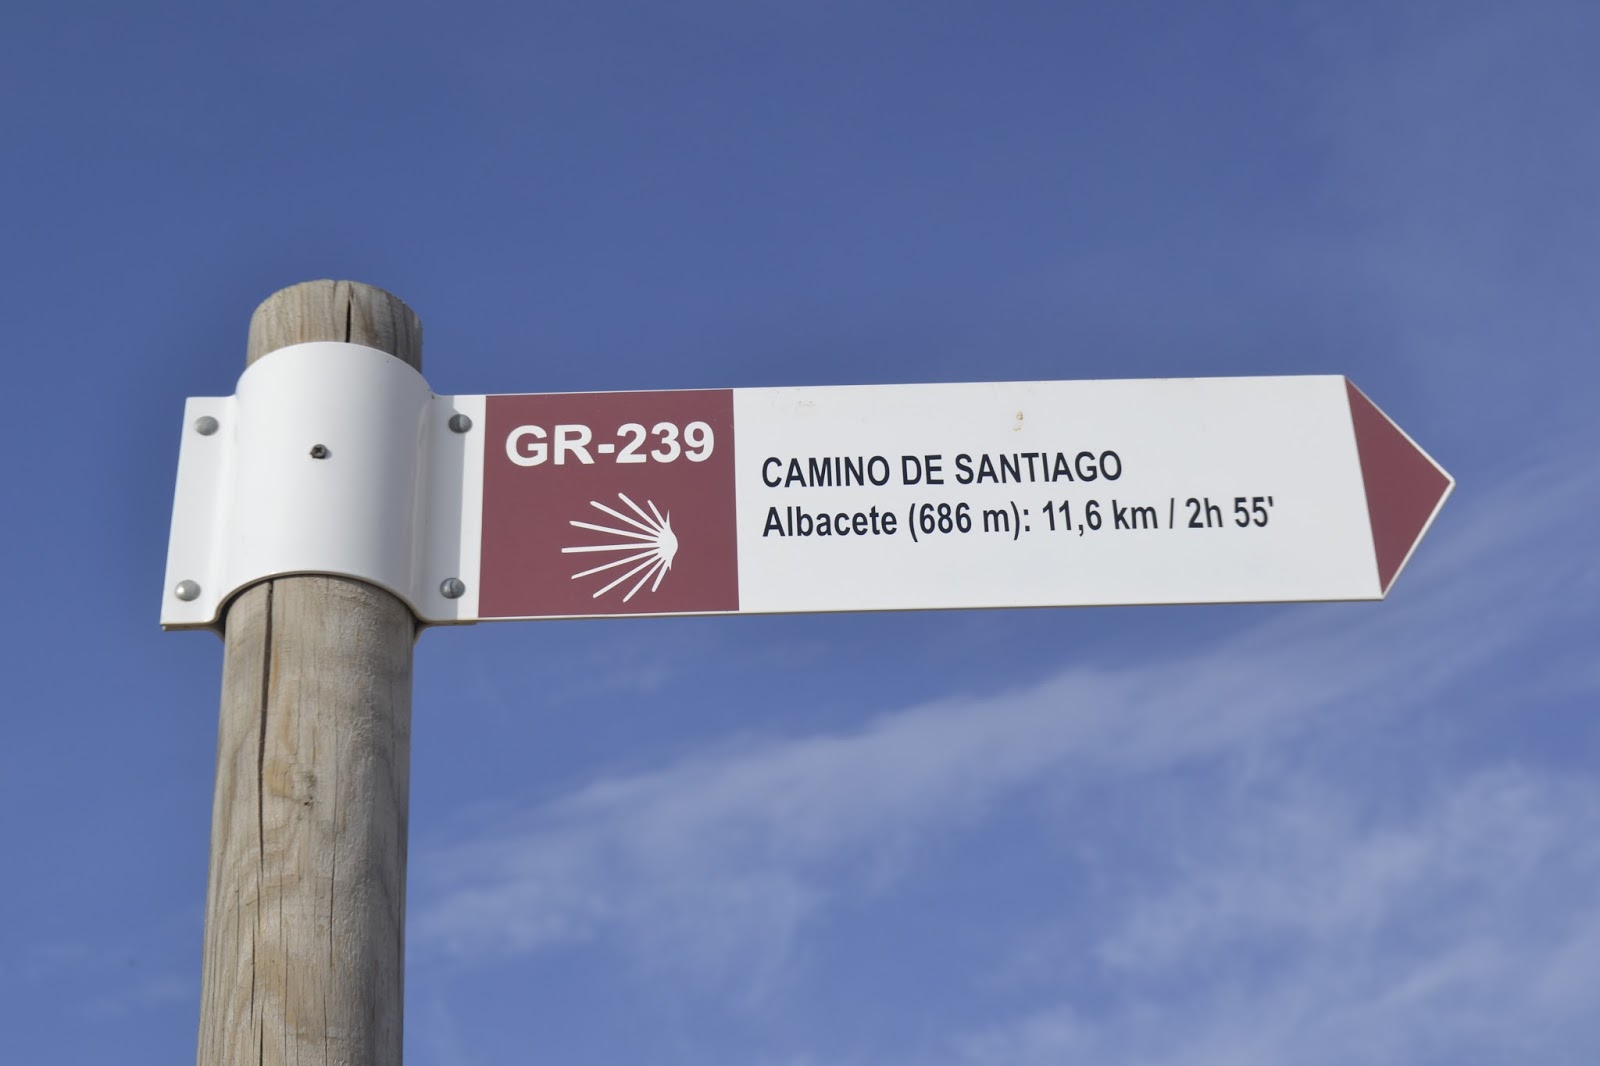 GR-239
CAMINO DE SANTIAGO
Albacete (686 m): 11,6 km / 2h 55'